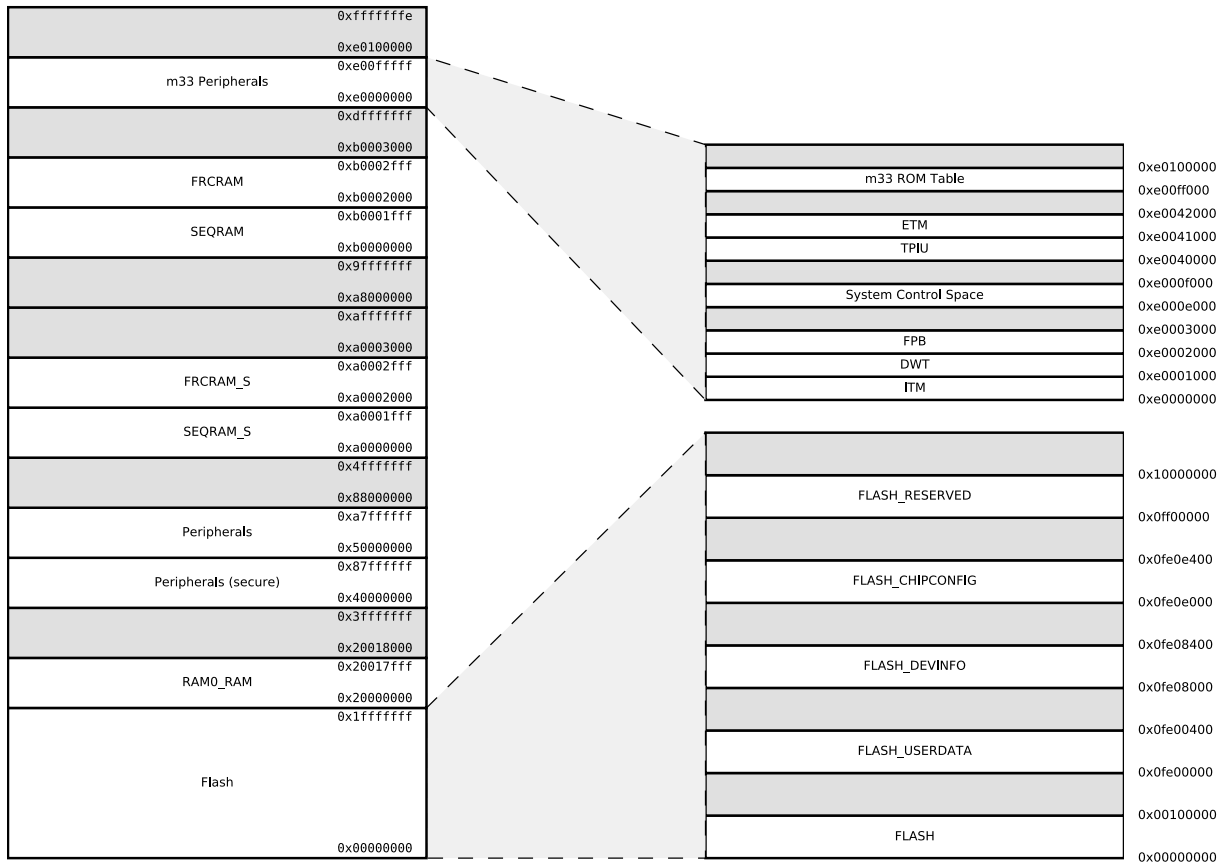 0xfffffffe
0xe0100000
0xe00fffff
m33 Peripherals
0xe0000000
0xdfffffff
0xb0003000
0xb0002fff
FRCRAM
0xb0002000
0xb0001fff
SEQRAM
0xb0000000
0x9fffffff
0xa8000000
0xafffffff
0xa0003000
0xa0002fff
FRCRAM_S
0xa0002000
0xa0001fff
SEQRAM_S
0xa0000000
0x4fffffff
0x88000000
0xa7ffffff
Peripherals
0x50000000
0x87ffffff
Peripherals (secure)
0x40000000
0x3fffffff
0x20018000
0x20017fff
RAM0_RAM
0x20000000
0x1fffffff
Flash
0x00000000
0xe0100000
m33 ROM Table
0xe00ff000
0xe0042000
ETM
0xe0041000
TPIU
0xe0040000
0xe000f000
System Control Space
0xe000e000
0xe0003000
FPB
0xe0002000
DWT
0xe0001000
ITM
0xe0000000
0x10000000
FLASH_RESERVED
0x0ff00000
0x0fe0e400
FLASH_CHIPCONFIG
0x0fe0e000
0x0fe08400
FLASH_DEVINFO
0x0fe08000
0x0fe00400
FLASH_USERDATA
0x0fe00000
0x00100000
FLASH
0x00000000